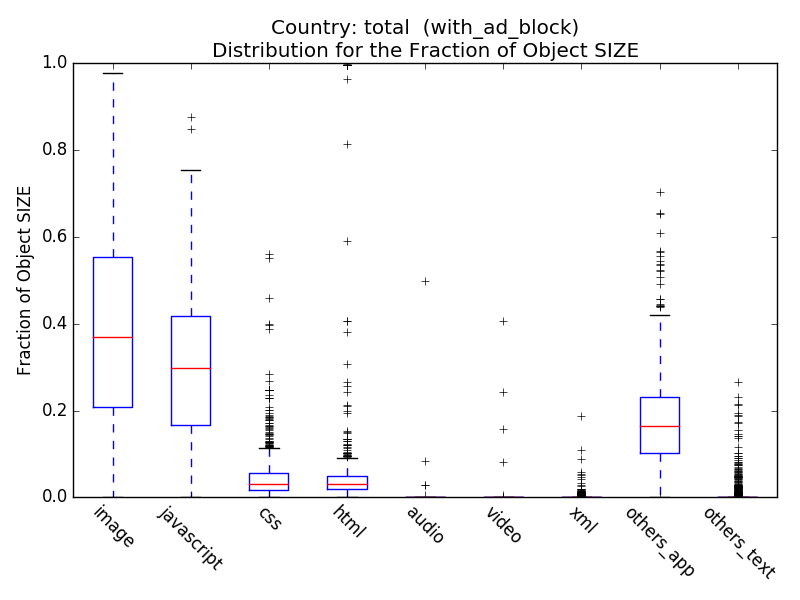 Country: total  (with_ad_block)
Distribution for the Fraction of Object SIZE
1.0
0.8
0.6
0.4
0.2
0.0
Fraction of Object SIZE
image
javascript
css
html
audio
video
xml
others_app
others_text